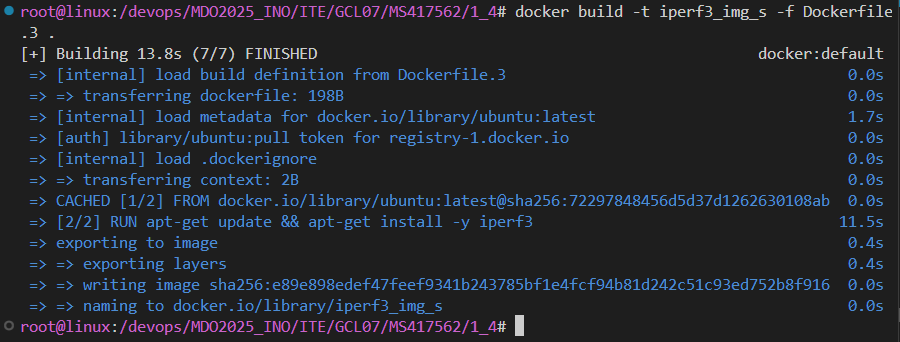 root@linux:/devops/MDO2025_INO/ITE/GCL07/MS417562/1_4# docker build -t iperf3_img_s -f Dockerfile
.3 .
[+] Building 13.8s (7/7) FINISHED docker:default
=> [internal] load build definition from Dockerfile.3 0.0s
=> => transferring dockerfile: 198B 0.0s
=> [internal] load metadata for docker.io/library/ubuntu:latest 1.7s
=> [auth] library/ubuntu:pull token for registry-1.docker.io 0.0s
=> [internal] load .dockerignore 0.0s
=> => transferring context: 2B 0.0s
=> CACHED [1/2] FROM docker.io/library/ubuntu:latest@sha256:72297848456d5d37d1262630108ab 0.0s
=> [2/2] RUN apt-get update && apt-get install -y iperf3 11.5s
=> exporting to image 0.4s
=> => exporting layers 0.4s
=> => writing image sha256:e89e898edef47feef9341b243785bf1e4fcf94b81d242c51c93ed752b8f916 0.0s
=> => naming to docker.io/library/iperf3_img_s 0.0s
root@linux:/devops/MDO2025_INO/ITE/GCL07/MS417562/1_4#